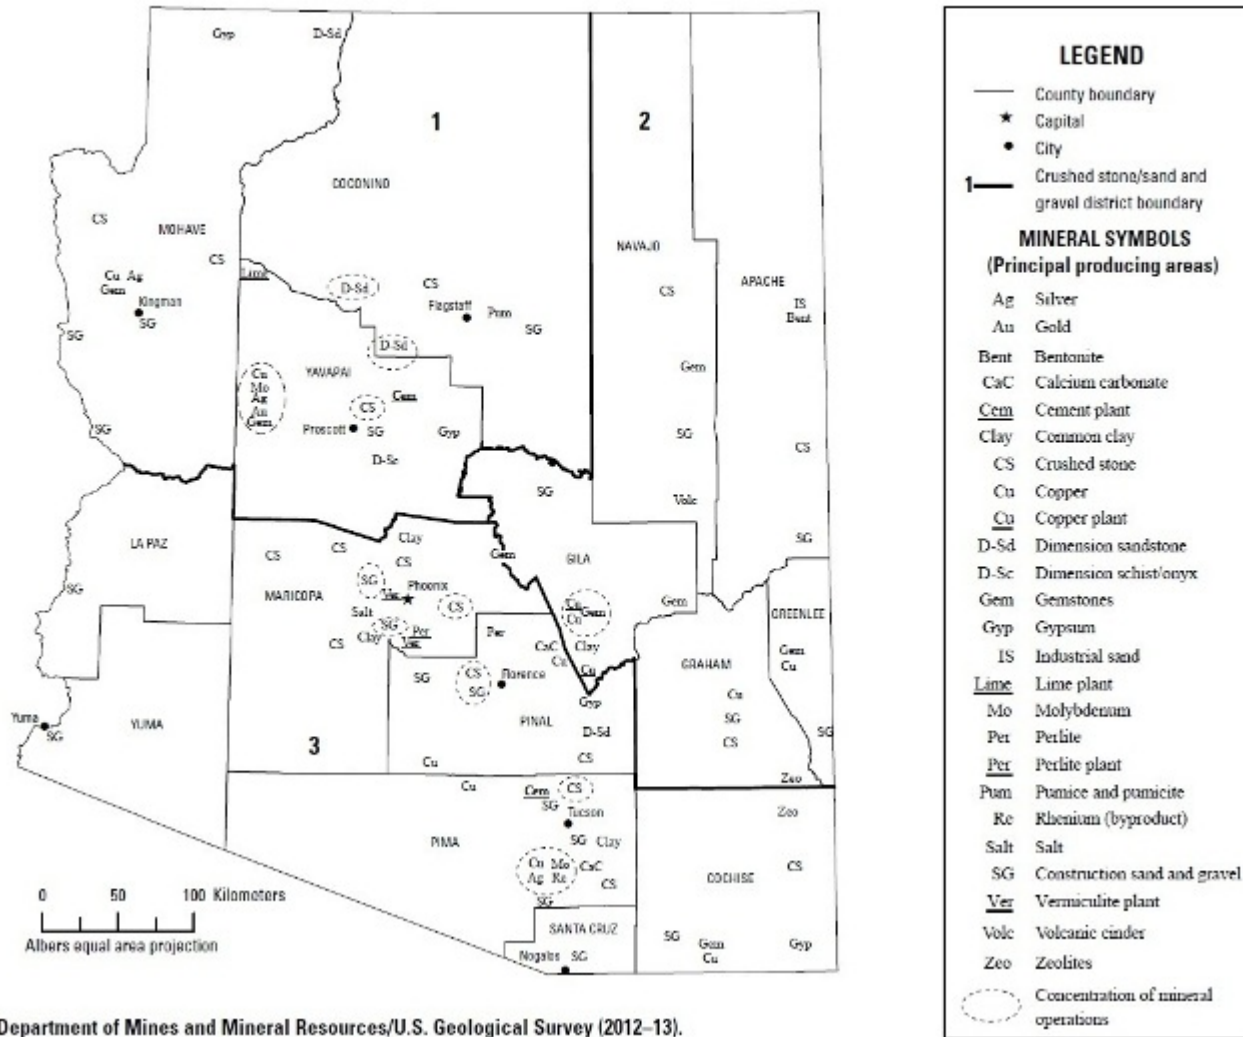 Gyp D-Sd
1 2
COCONINO
CS
MOHAVE
NAVAJO
CS
APACHE
Cu Ag
Gem
Kingman
SG
Lime
D-Sd
CS
Flagstaff
Pum
SG
CS
IS
Bent
SG
D-Sd
YAVAPAI
Cu
Mo
Ag
Au
Gem
Cem
CS
Prescott
SG
Gyp
D-Sc
Gem
SG
CS
SG
Volc
SG
LA PAZ
SG
CS
CS
Clay
CS
Gem
SG
GILA
MARICOPA
SG
Ver
Phoenix
Salt
SG
CS
Clay
Per
Ver
CS
Per
Cu
Gem
Cu
Clay
Gem
GREENLEE
Gem
Cu
CaC
Cu
Cu
GRAHAM
SG
CS
SG
Florence
Gyp
PINAL
D-Sd
CS
Cu
SG
CS
SG
Zeo
Yuma
SG
YUMA
3
Cu
Cu
Cem
CS
SG
Tucson
Zeo
PIMA
SG Clay
Cu Mo
Ag Re
CaC
CS
SG
CS
COCHISE
SANTA CRUZ
Nogales
SG
SG
Gem
Cu
Gyp
0 50 100 Kilometers
Albers equal area projection
Department of Mines and Mineral Resources/U.S. Geological Survey (2012–13).
LEGEND
County boundary
Capital
City
1 Crushed stone/sand and
gravel district boundary
MINERAL SYMBOLS
(Principal producing areas)
Ag Silver
Au Gold
Bent Bentonite
CaC Calcium carbonate
Cem Cement plant
Clay Common clay
CS Crushed stone
Cu Copper
Cu Copper plant
D-Sd Dimension sandstone
D-Sc Dimension schist/onyx
Gem Gemstones
Gyp Gypsum
IS Industrial sand
Lime Lime plant
Mo Molybdenum
Per Perlite
Per Perlite plant
Pum Pumice and pumicite
Re Rhenium (byproduct)
Salt Salt
SG Construction sand and gravel
Ver Vermiculite plant
Volc Volcanic cinder
Zeo Zeolites
Concentration of mineral
operations